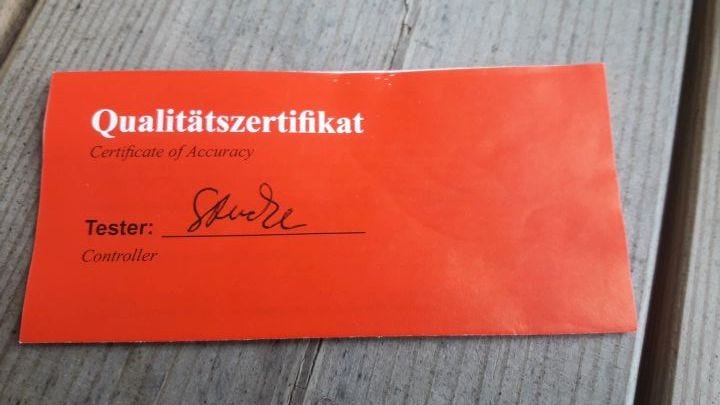 Qualitätszertifikat
Certificate of Accuracy
Tester:
Controller